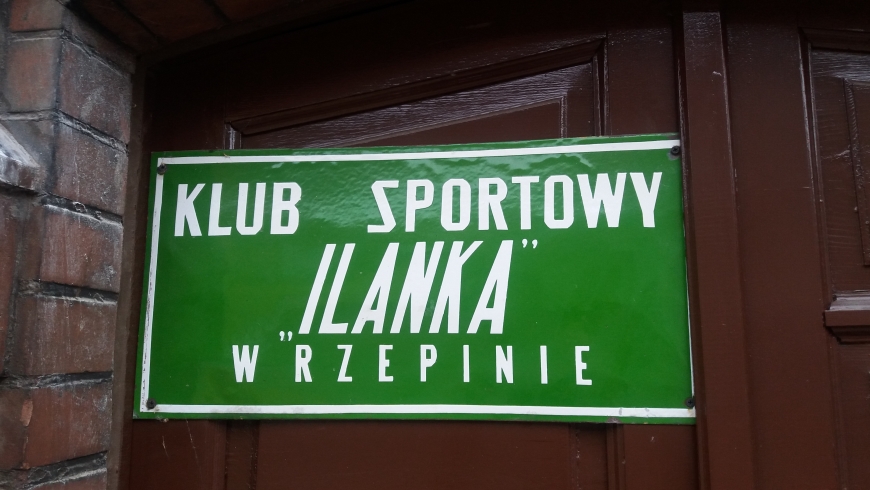 KLUB SPORTOWY
„ILANKA”
W RZEPINIE